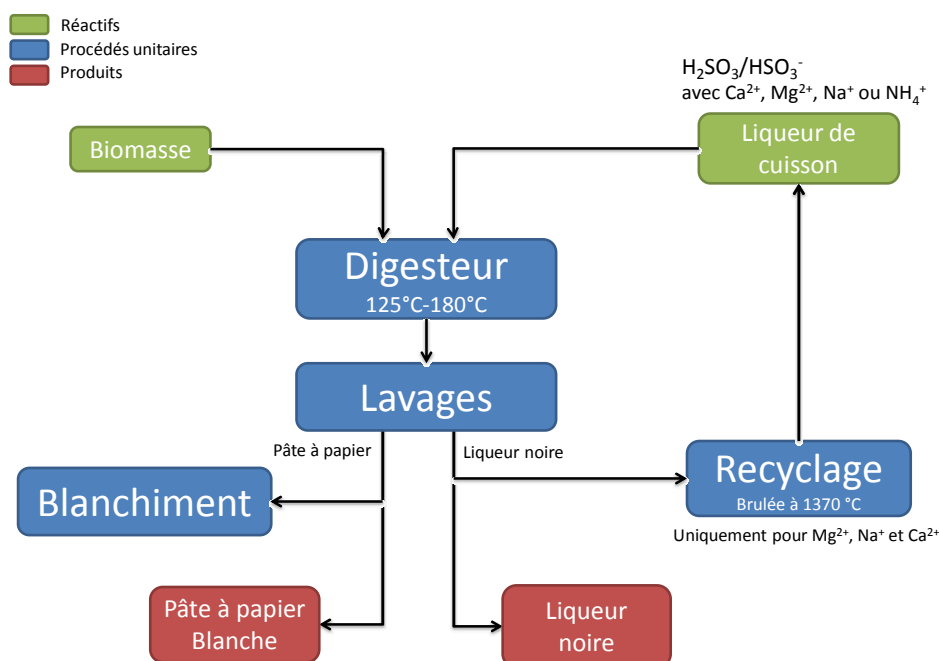 Réactifs
Procédés unitaires
Produits
H₂SO₃/HSO₃⁻
avec Ca²⁺, Mg²⁺, Na⁺ ou NH₄⁺
Biomasse
Liqueur de
cuisson
Digesteur
125°C-180°C
Lavages
Pâte à papier
Liqueur noire
Blanchiment
Recyclage
Brulée à 1370 °C
Uniquement pour Mg²⁺, Na⁺ et Ca²⁺
Pâte à papier
Blanche
Liqueur
noire